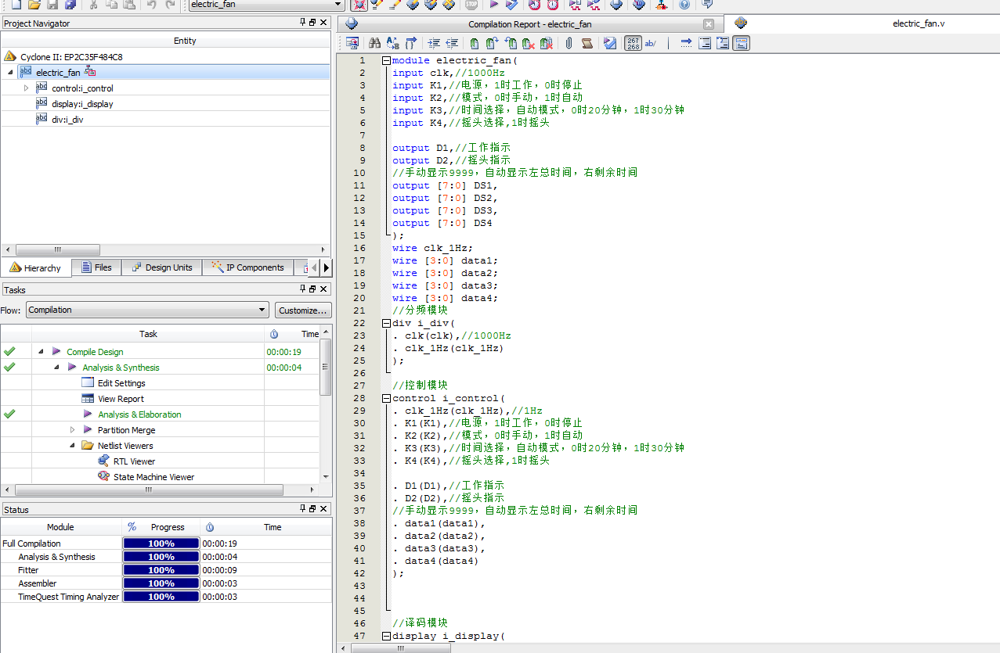 electric_fan
Project Navigator
Entity
Cyclone II: EP2C35F484C8
electric_fan
control:i_control
display:i_display
div:i_div
Hierarchy
Files
Design Units
IP Components
Tasks
Flow:
Compilation
Customize...
Task
Time
Compile Design
00:00:19
Analysis & Synthesis
00:00:04
Edit Settings
View Report
Analysis & Elaboration
Partition Merge
Netlist Viewers
RTL Viewer
State Machine Viewer
Status
Module
% Progress
Time
Full Compilation 100% 00:00:19
Analysis & Synthesis 100% 00:00:04
Fitter 100% 00:00:09
Assembler 100% 00:00:03
TimeQuest Timing Analyzer 100% 00:00:03
STOP
Compilation Report - electric_fan
electric_fan.v
267
268
ab/
1 module electric_fan(
2 input clk,//1000Hz
3 input K1,//电源，1时工作，0时停止
4 input K2,//模式，0时手动，1时自动
5 input K3,//时间选择，自动模式，0时20分钟，1时30分钟
6 input K4,//摇头选择,1时摇头
7
8 output D1,//工作指示
9 output D2,//摇头指示
10 //手动显示9999，自动显示左总时间，右剩余时间
11 output [7:0] DS1,
12 output [7:0] DS2,
13 output [7:0] DS3,
14 output [7:0] DS4
15 );
16 wire clk_1Hz;
17 wire [3:0] data1;
18 wire [3:0] data2;
19 wire [3:0] data3;
20 wire [3:0] data4;
21 //分频模块
22 div i_div(
23 . clk(clk),//1000Hz
24 . clk_1Hz(clk_1Hz)
25 );
26
27 //控制模块
28 control i_control(
29 . clk_1Hz(clk_1Hz),//1Hz
30 . K1(K1),//电源，1时工作，0时停止
31 . K2(K2),//模式，0时手动，1时自动
32 . K3(K3),//时间选择，自动模式，0时20分钟，1时30分钟
33 . K4(K4),//摇头选择,1时摇头
34
35 . D1(D1),//工作指示
36 . D2(D2),//摇头指示
37 //手动显示9999，自动显示左总时间，右剩余时间
38 . data1(data1),
39 . data2(data2),
40 . data3(data3),
41 . data4(data4)
42 );
43
44
45
46 //译码模块
47 display i_display(